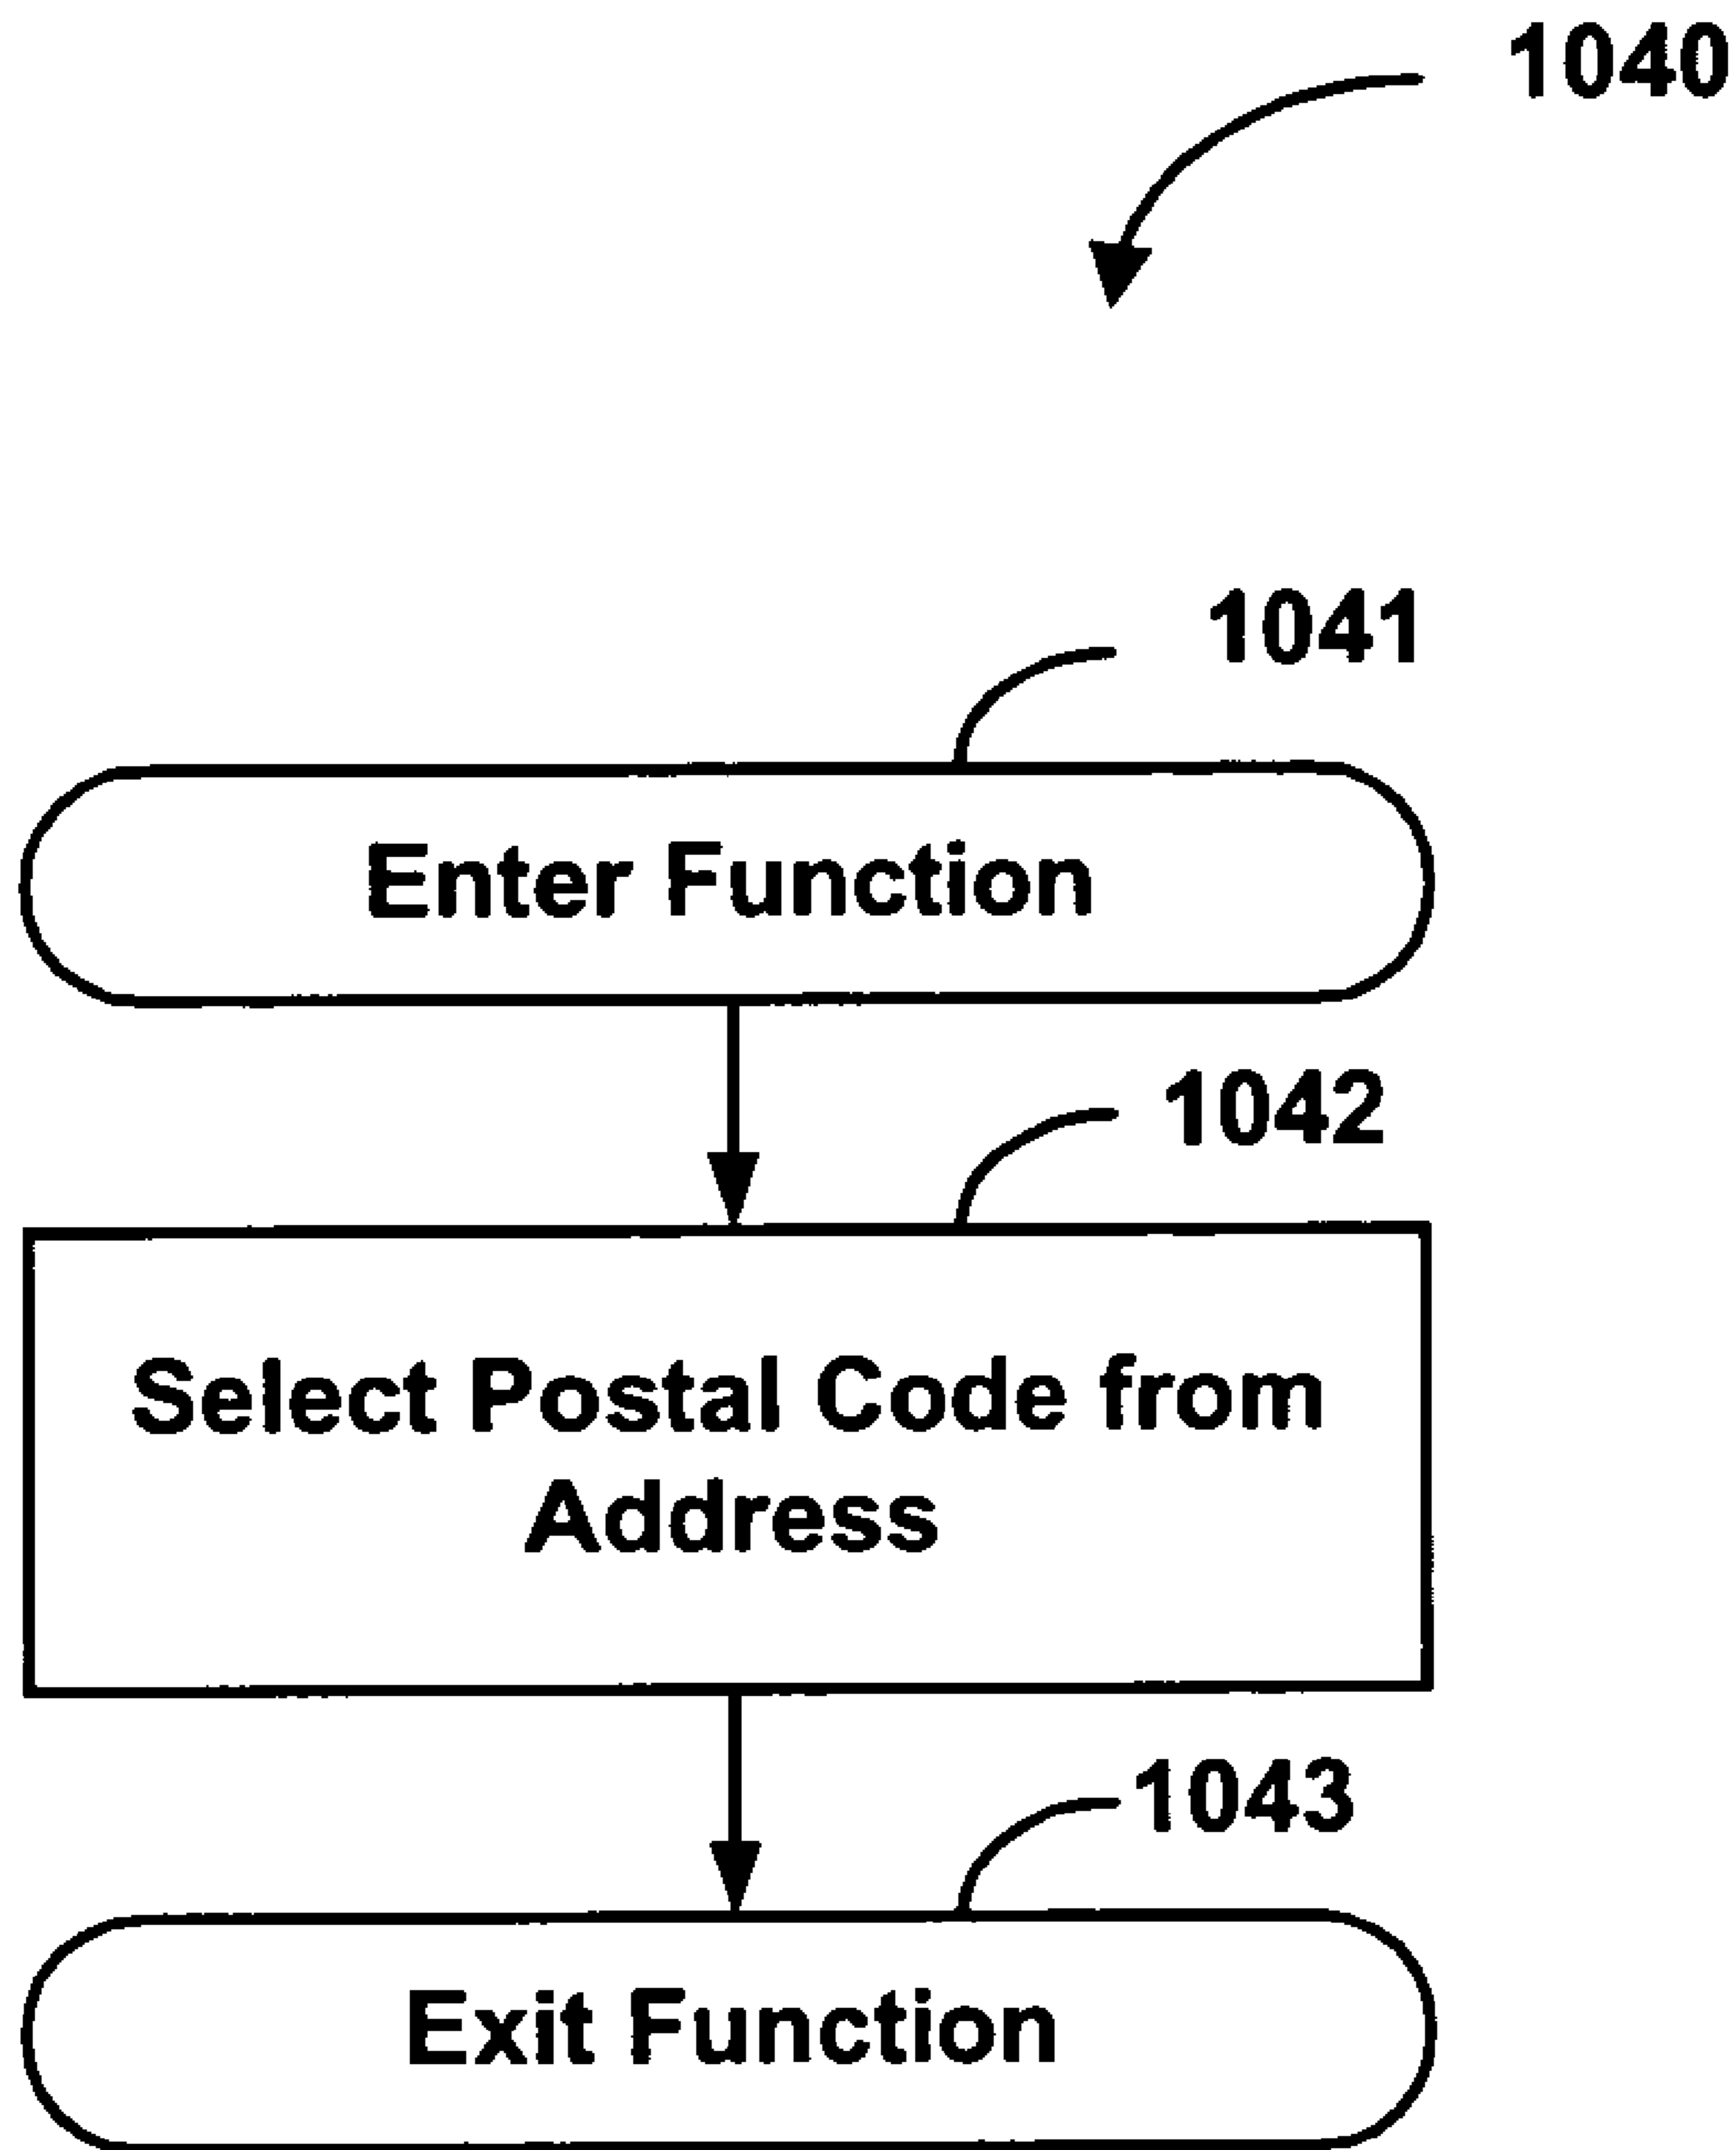 1040
1041
Enter Function
1042
Select Postal Code from
Address
1043
Exit Function